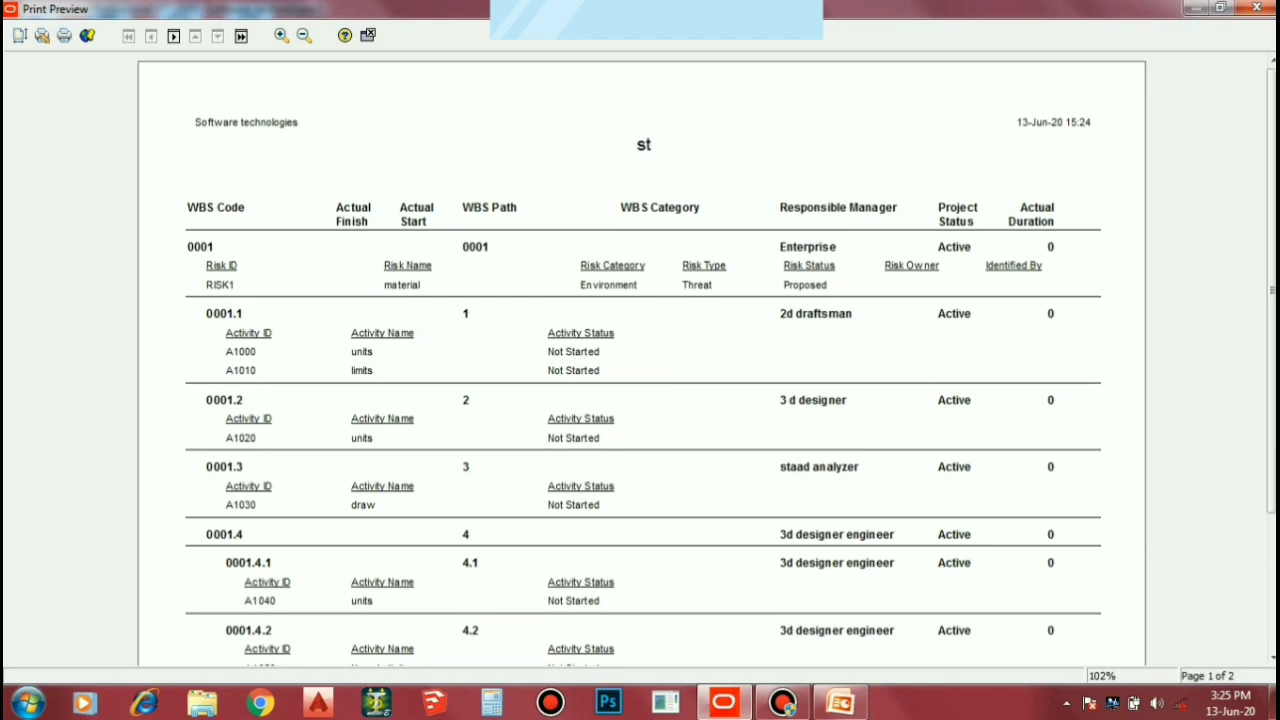 Print Preview
Software technologies 13-Jun-20 15:24
st
WBS Code Actual Finish Actual Start WBS Path WBS Category Responsible Manager Project Status Actual Duration
0001 0001 Enterprise Active 0
Risk ID Risk Name Risk Category Risk Type Risk Status Risk Owner Identified By
RISK1 material Environment Threat Proposed
0001.1 1 2d draftsman Active 0
Activity ID Activity Name Activity Status
A1000 units Not Started
A1010 limits Not Started
0001.2 2 3 d designer Active 0
Activity ID Activity Name Activity Status
A1020 units Not Started
0001.3 3 staad analyzer Active 0
Activity ID Activity Name Activity Status
A1030 draw Not Started
0001.4 4 3d designer engineer Active 0
0001.4.1 4.1 3d designer engineer Active 0
Activity ID Activity Name Activity Status
A1040 units Not Started
0001.4.2 4.2 3d designer engineer Active 0
Activity ID Activity Name Activity Status
102% Page 1 of 2
Ps
3:25 PM
13-Jun-20